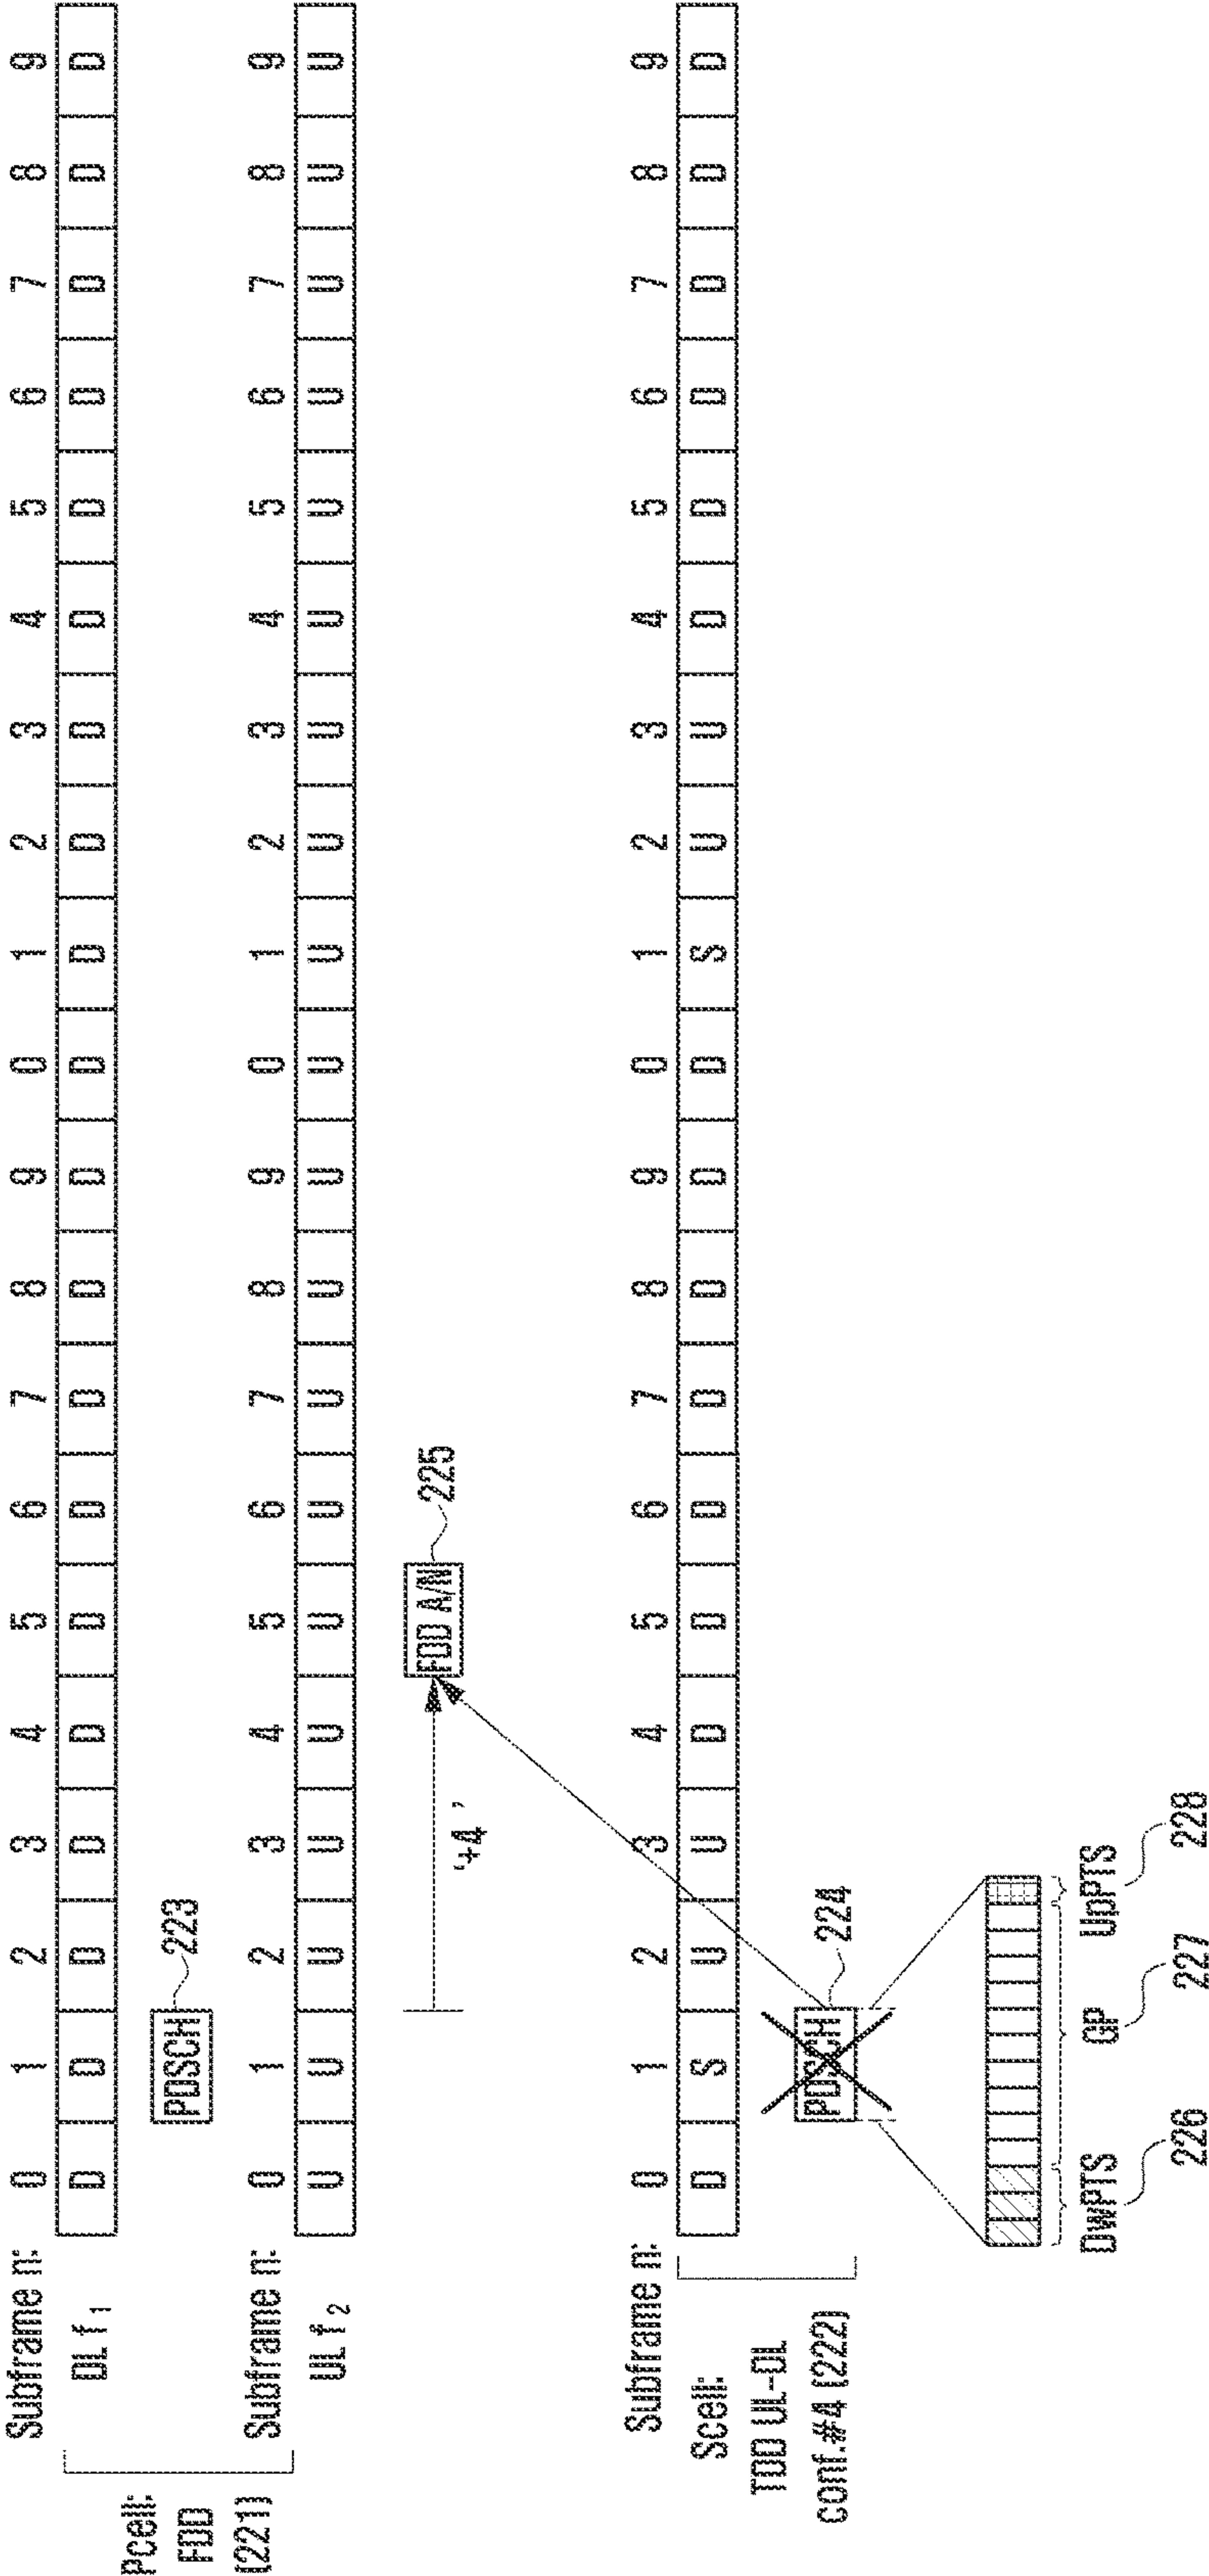 Subframe n: 0 1 2 3 4 5 6 7 8 9 0 1 2 3 4 5 6 7 8 9
Pcell: FDD (221)
DL f1 D D D D D D D D D D D D D D D D D D D D
PDSCH 223
Subframe n: 0 1 2 3 4 5 6 7 8 9 0 1 2 3 4 5 6 7 8 9
UL f2 U U U U U U U U U U U U U U U U U U U U
FDD A/N 225
'+4'
Subframe n: 0 1 2 3 4 5 6 7 8 9 0 1 2 3 4 5 6 7 8 9
Scell: D S U U D D D D D D D S U U D D D D D D
TDD UL-DL
conf.#4 (222)
PDSCH 224
DwPTS GP UpPTS
226 227 228